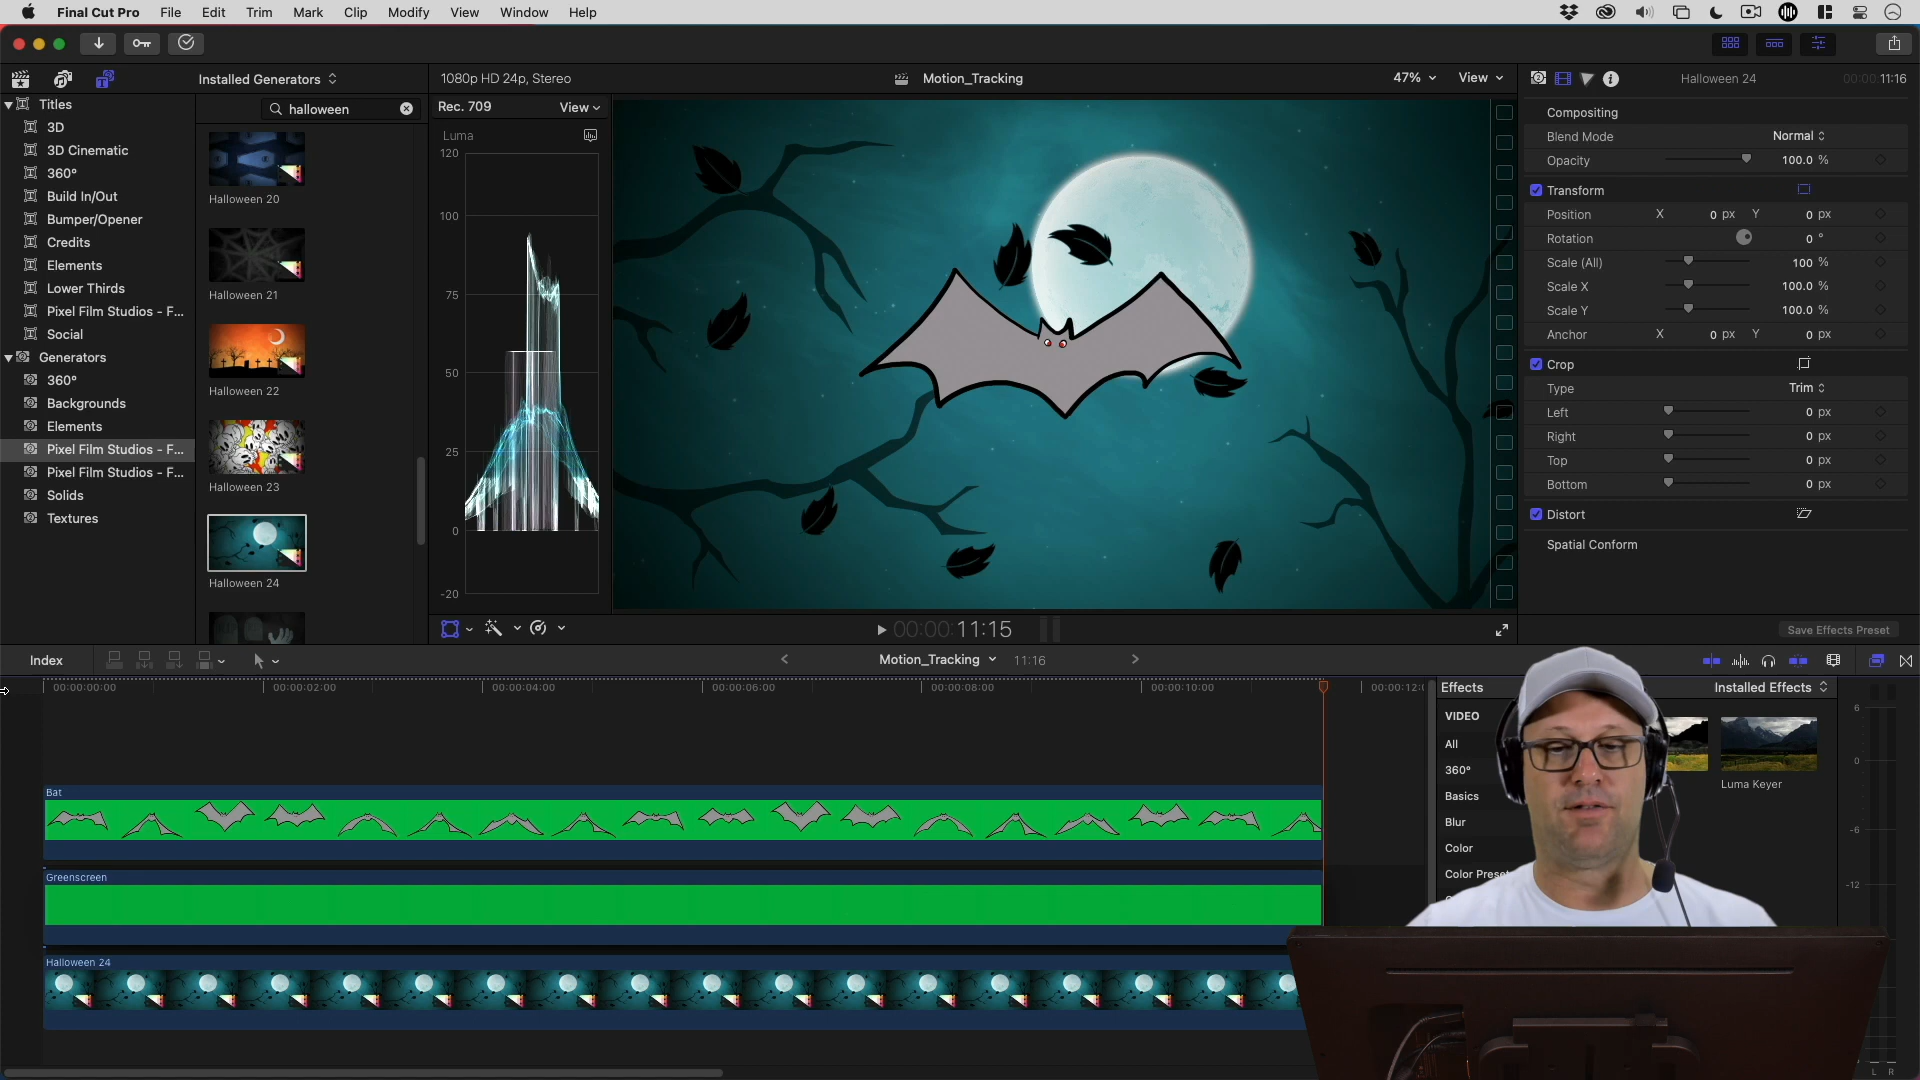 Final Cut Pro File Edit Trim Mark Clip Modify View Window Help
Installed Generators
1080p HD 24p, Stereo
Motion_Tracking
47%
View
Halloween 24
00:00:11:16
Titles
3D
3D Cinematic
360°
Build In/Out
Bumper/Opener
Credits
Elements
Lower Thirds
Pixel Film Studios - F...
Social
Generators
360°
Backgrounds
Elements
Pixel Film Studios - F...
Pixel Film Studios - F...
Solids
Textures
halloween
Halloween 20
Halloween 21
Halloween 22
Halloween 23
Halloween 24
Rec. 709
View
Luma
120
100
75
50
25
0
-20
Compositing
Blend Mode Normal
Opacity 100.0 %
Transform
Position X 0 px Y 0 px
Rotation 0 °
Scale (All) 100 %
Scale X 100.0 %
Scale Y 100.0 %
Anchor X 0 px Y 0 px
Crop
Type Trim
Left 0 px
Right 0 px
Top 0 px
Bottom 0 px
Distort
Spatial Conform
00:00:11:15
Save Effects Preset
Index
Motion_Tracking
11:16
00:00:00:00
00:00:02:00
00:00:04:00
00:00:06:00
00:00:08:00
00:00:10:00
Bat
Greenscreen
Halloween 24
Effects
Installed Effects
VIDEO
All
360°
Basics
Blur
Color
Luma Keyer
6
0
-6
-12
L R